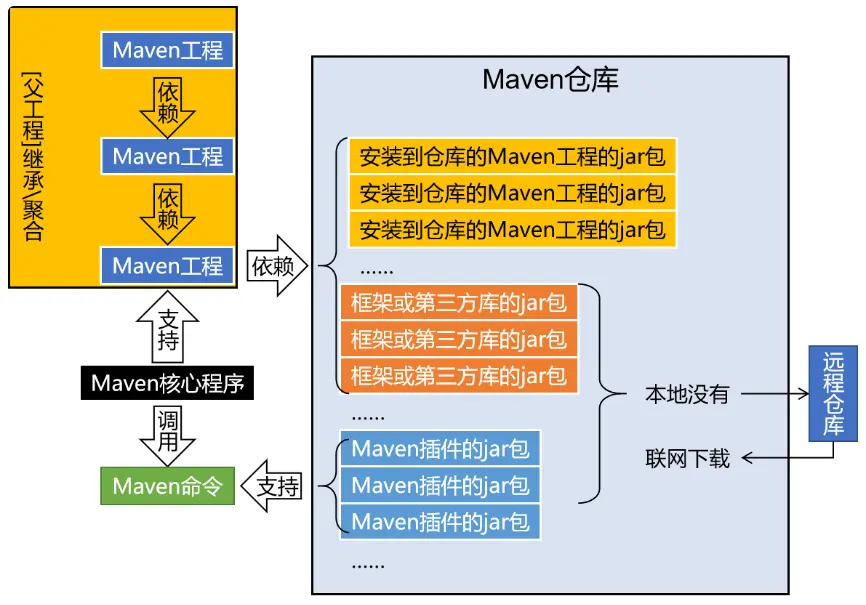 [父工程]继承/聚合
Maven工程
依赖
Maven工程
依赖
Maven工程
依赖
支持
Maven核心程序
调用
Maven命令
支持
Maven仓库
安装到仓库的Maven工程的jar包
安装到仓库的Maven工程的jar包
安装到仓库的Maven工程的jar包
......
框架或第三方库的jar包
框架或第三方库的jar包
框架或第三方库的jar包
......
Maven插件的jar包
Maven插件的jar包
Maven插件的jar包
......
本地没有
联网下载
远程仓库